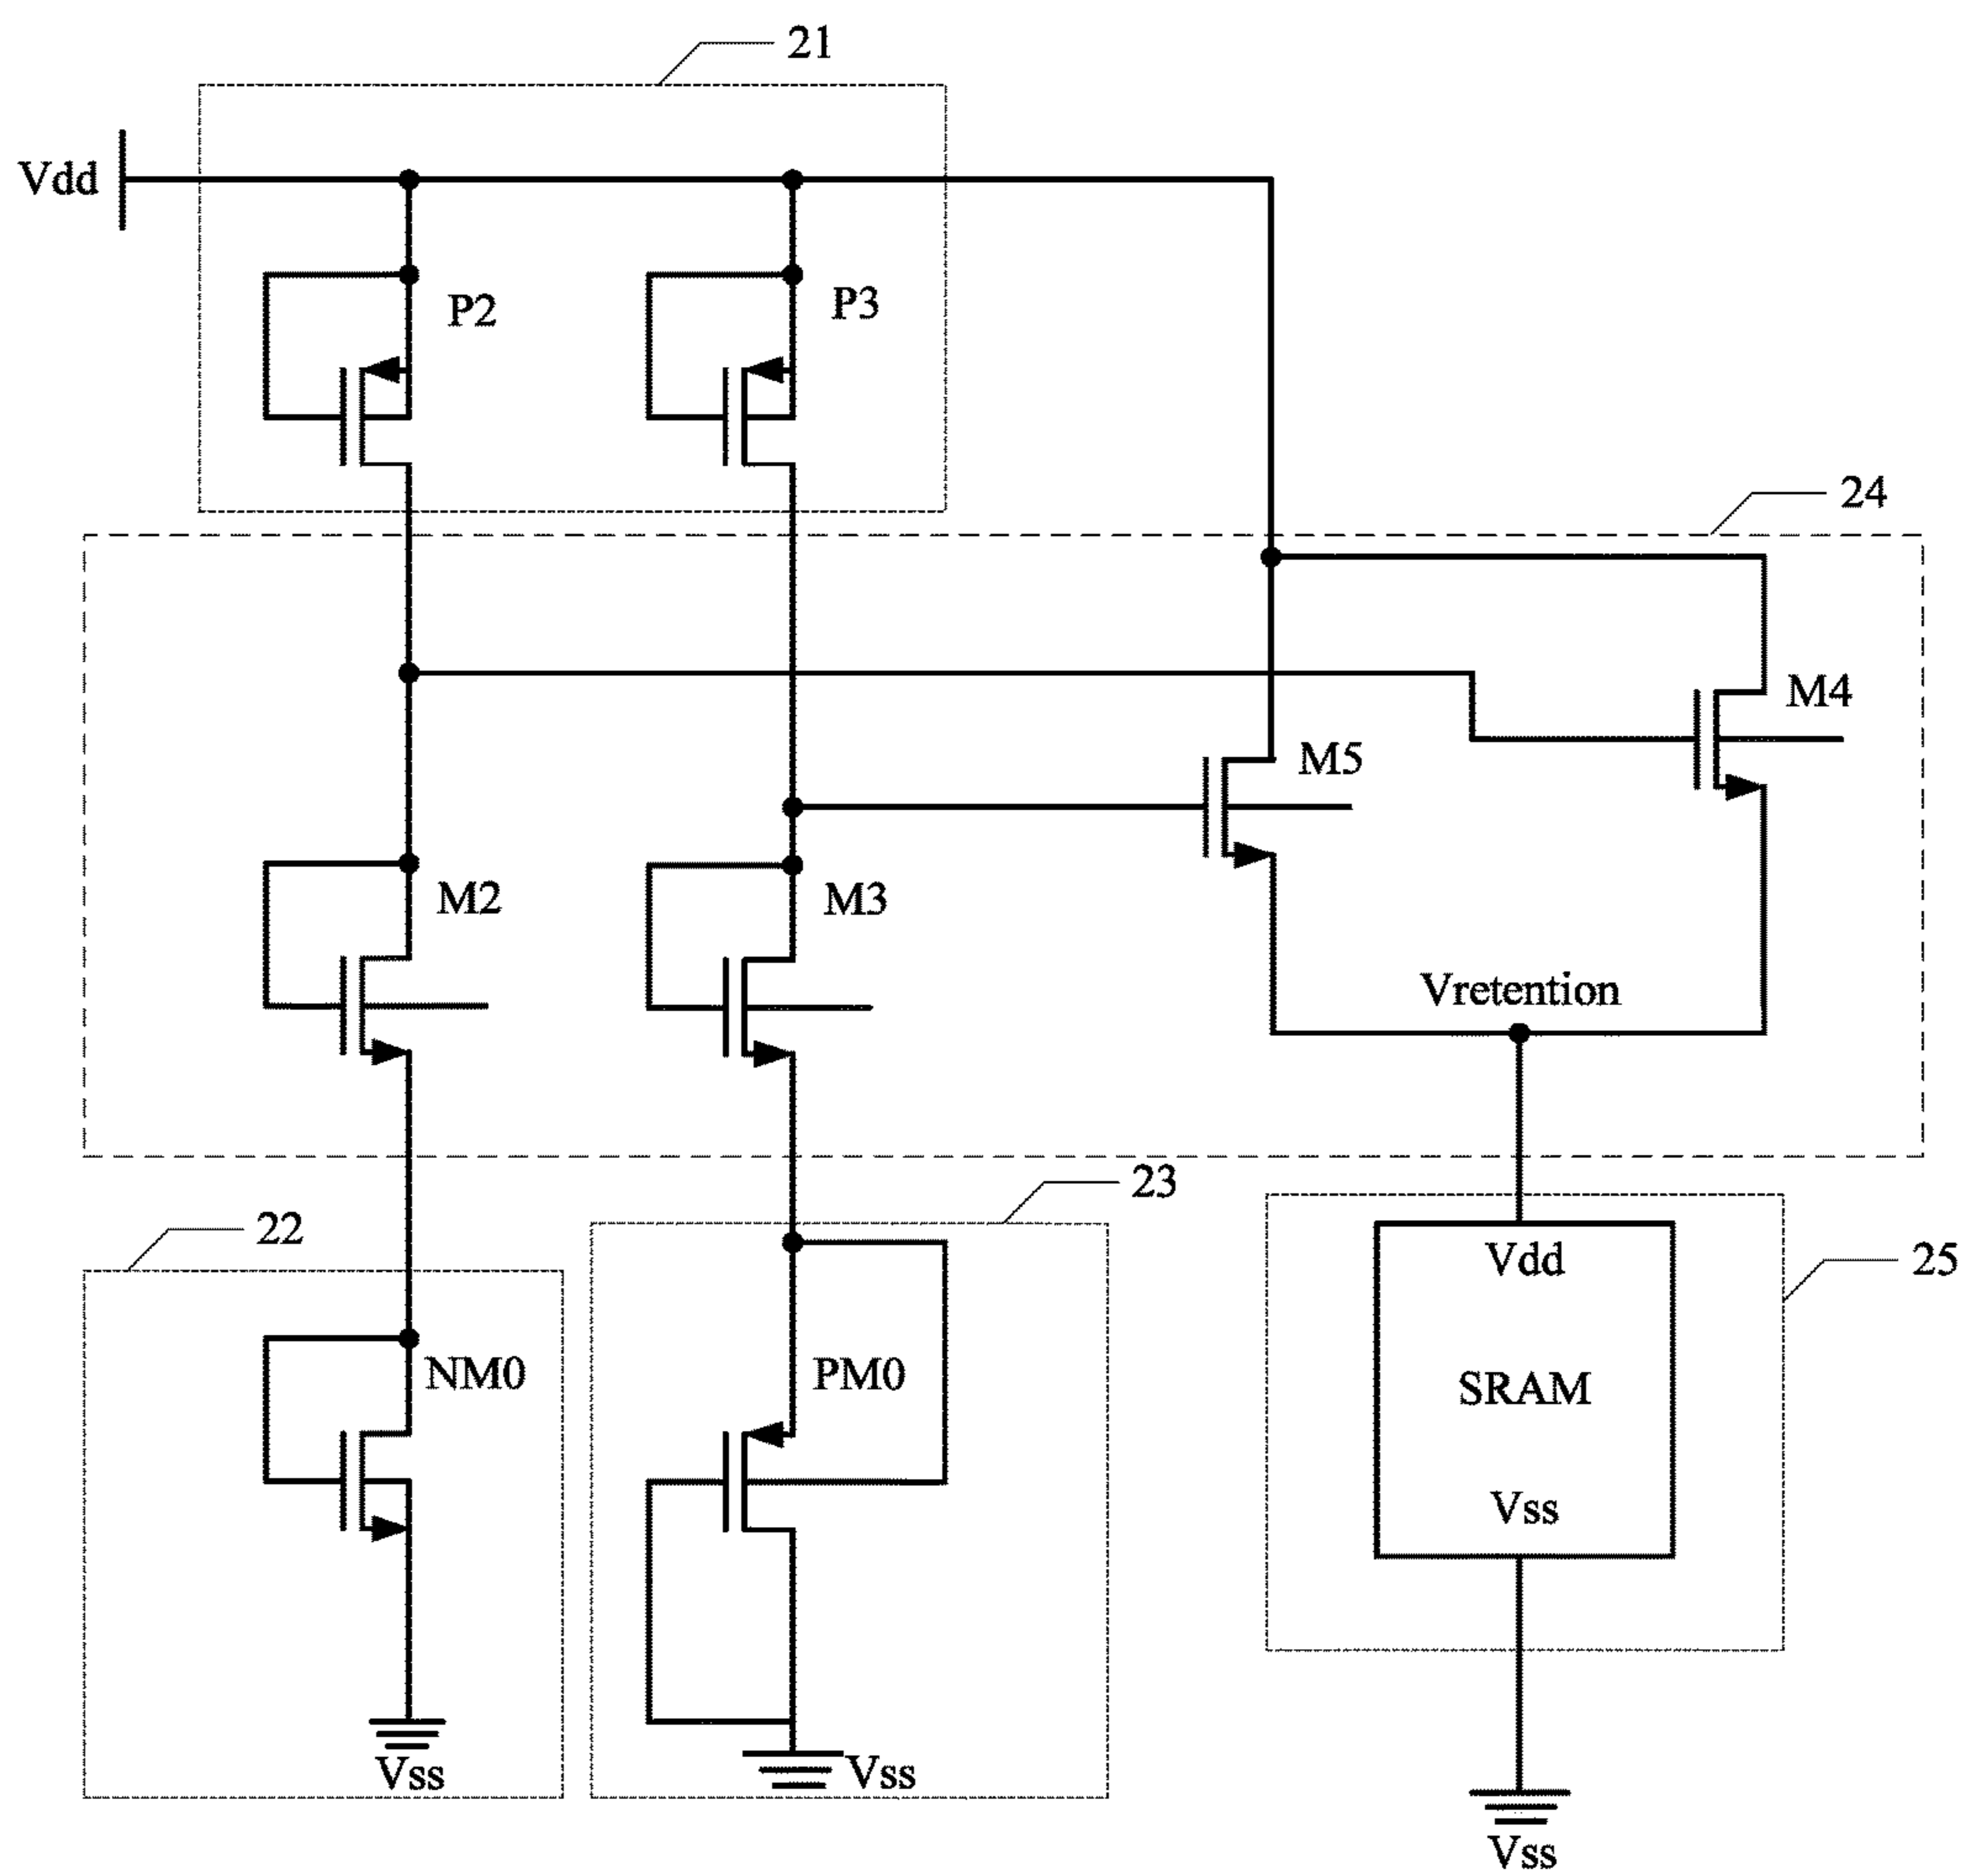 21
Vdd
P2
P3
24
M4
M5
M2
M3
Vretention
23
22
Vdd
25
NM0
PM0
SRAM
Vss
Vss
Vss
Vss